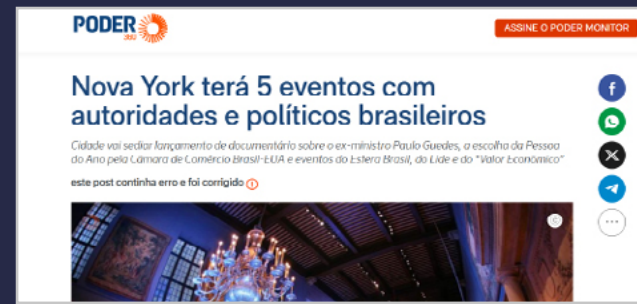 PODER
360
ASSINE O PODER MONITOR
Nova York terá 5 eventos com
autoridades e políticos brasileiros
Cidade vai sediar lançamento de documentário sobre o ex-ministro Paulo Guedes, a escolha da Pessoa
do Ano pela Câmara de Comércio Brasil-EUA e eventos do Esfera Brasil, do Lide e do "Valor Econômico"
este post continha erro e foi corrigido